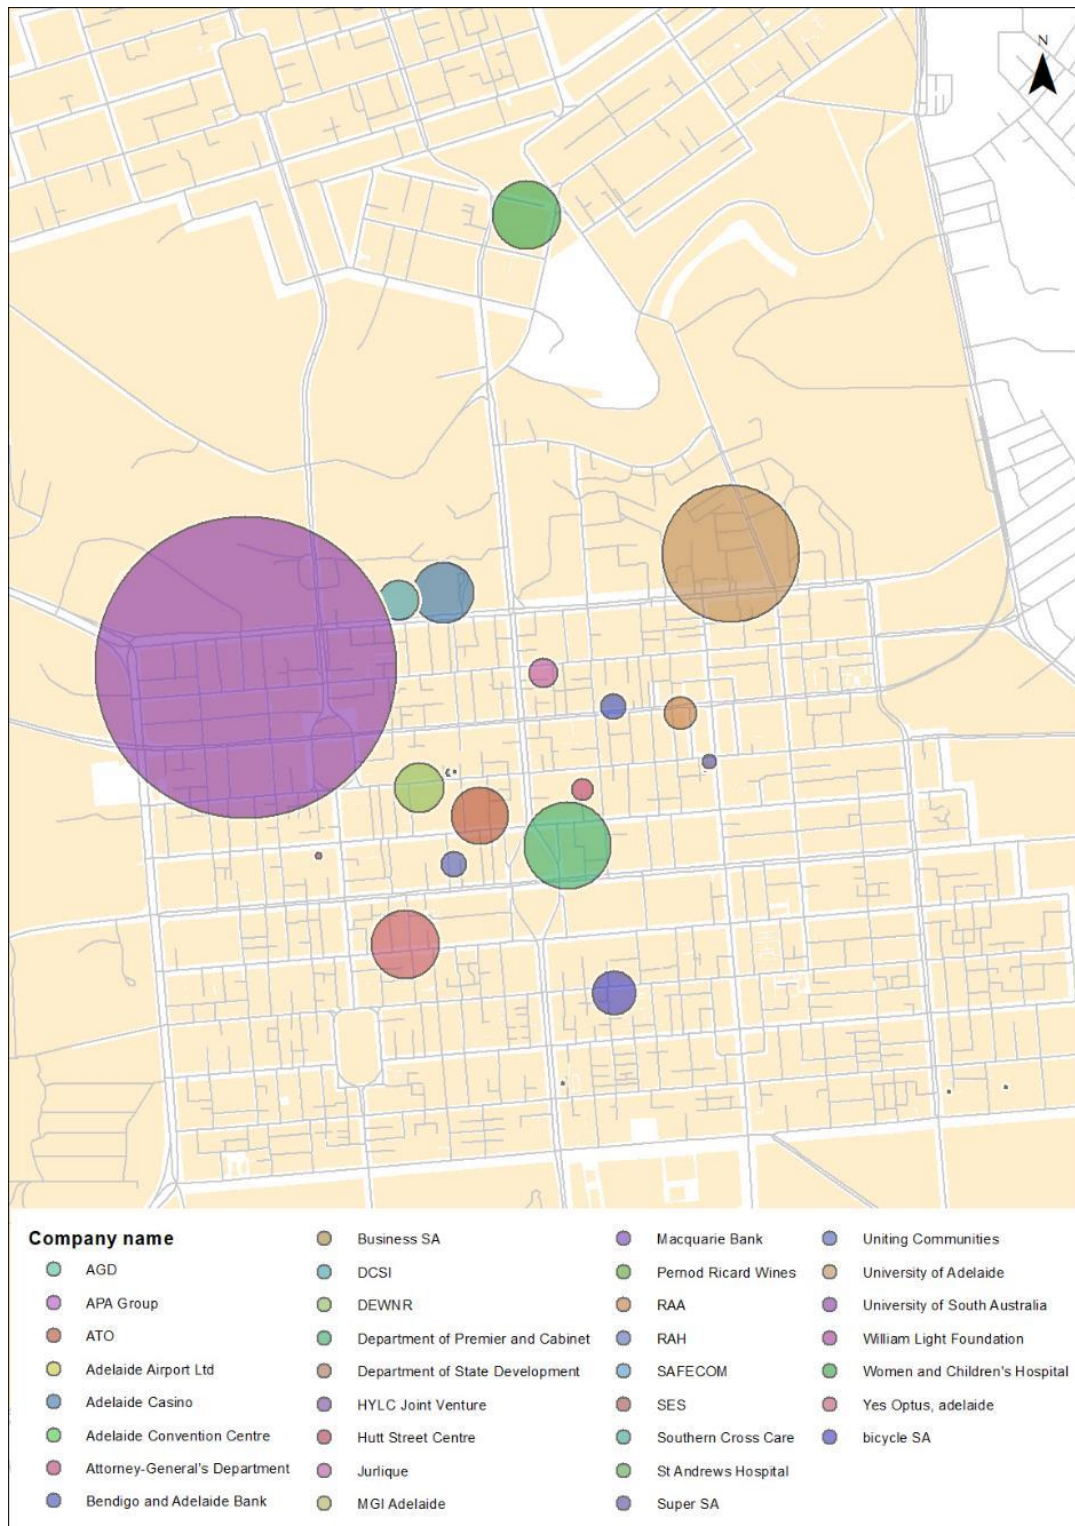 N
Company name
AGD
APA Group
ATO
Adelaide Airport Ltd
Adelaide Casino
Adelaide Convention Centre
Attorney-General's Department
Bendigo and Adelaide Bank
Business SA
DCSI
DEWNR
Department of Premier and Cabinet
Department of State Development
HYLC Joint Venture
Hutt Street Centre
Jurlique
MGI Adelaide
Macquarie Bank
Pernod Ricard Wines
RAA
RAH
SAFECOM
SES
Southern Cross Care
St Andrews Hospital
Super SA
Uniting Communities
University of Adelaide
University of South Australia
William Light Foundation
Women and Children's Hospital
Yes Optus, adelaide
bicycle SA